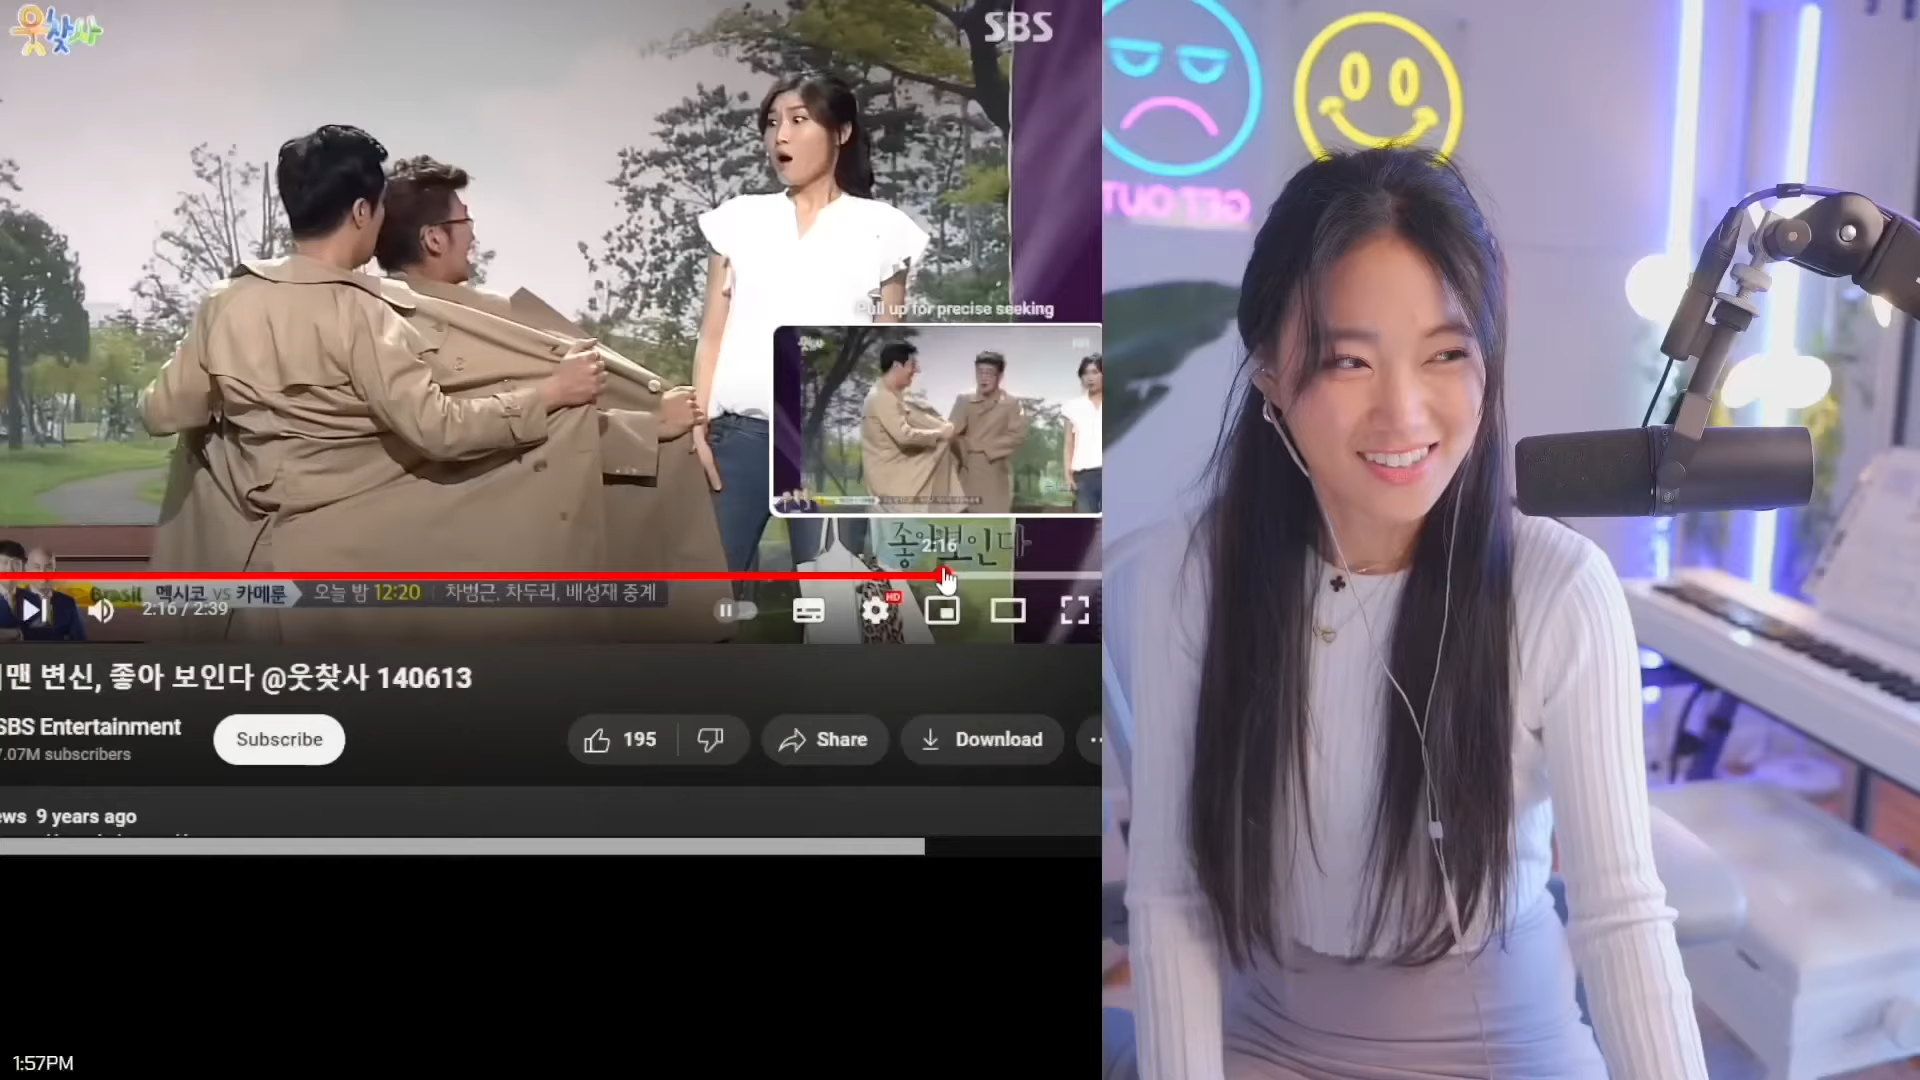 웃찾사
SBS
GET OUT
Pull up for precise seeking
좋아보인다
2:16
Brasil 멕시코 vs 카메룬 오늘 밤 12:20 차범근, 차두리, 배성재 중계
2:16 / 2:39
HD
맨 변신, 좋아 보인다 @웃찾사 140613
SBS Entertainment
7.07M subscribers
Subscribe
195
Share
Download
ews 9 years ago
1:57PM